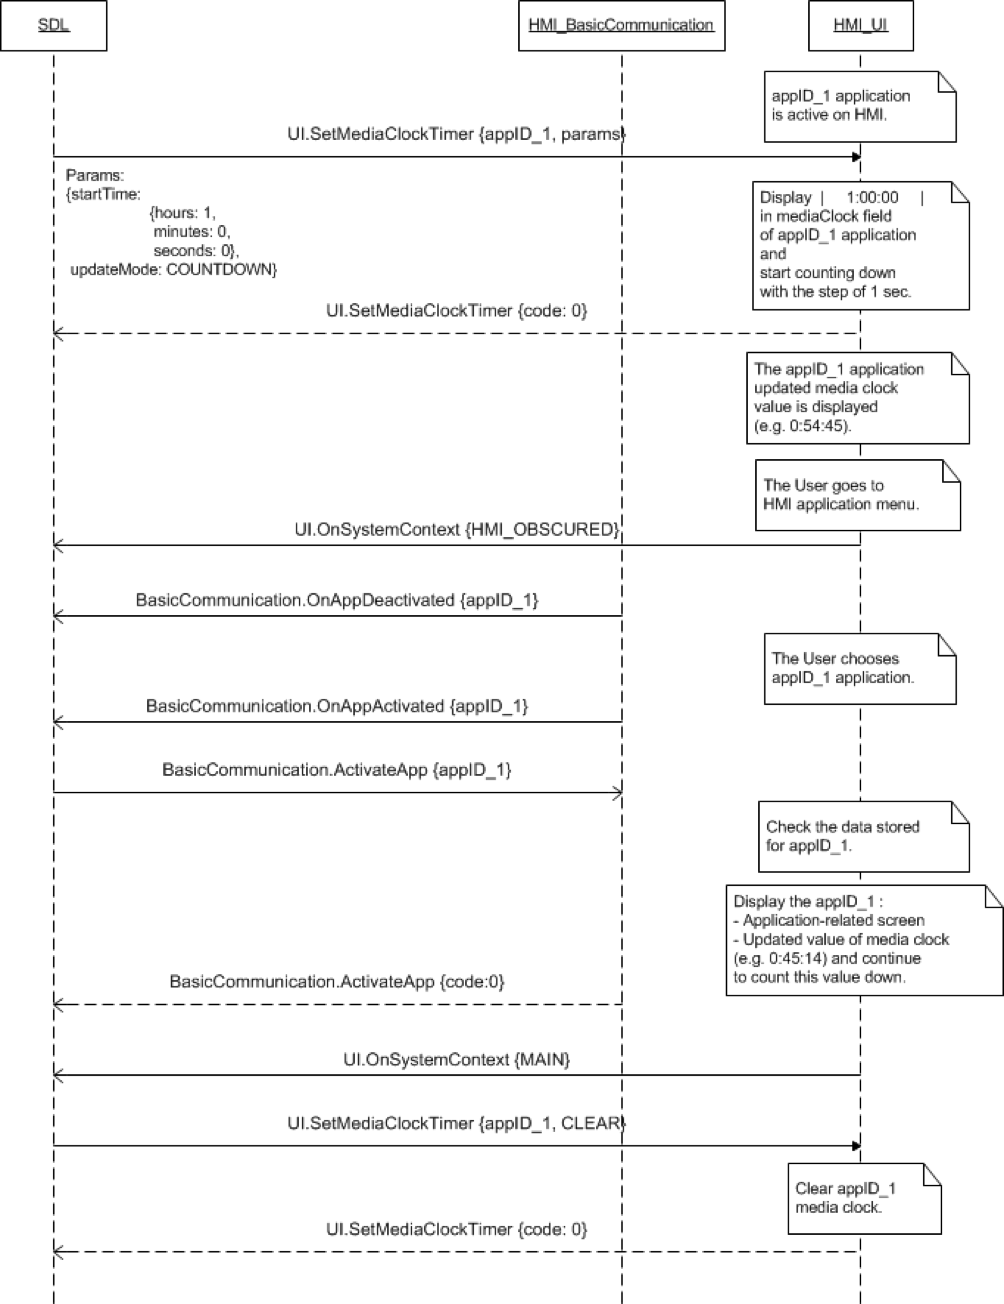 SDL
HMI_BasicCommunication
HMI_UI
appID_1 application
is active on HMI.
UI.SetMediaClockTimer {appID_1, params}
Params:
{startTime:
{hours: 1,
minutes: 0,
seconds: 0},
updateMode: COUNTDOWN}
Display | 1:00:00 |
in mediaClock field
of appID_1 application
and
start counting down
with the step of 1 sec.
UI.SetMediaClockTimer {code: 0}
The appID_1 application
updated media clock
value is displayed
(e.g. 0:54:45).
The User goes to
HMI application menu.
UI.OnSystemContext {HMI_OBSCURED}
BasicCommunication.OnAppDeactivated {appID_1}
The User chooses
appID_1 application.
BasicCommunication.OnAppActivated {appID_1}
BasicCommunication.ActivateApp {appID_1}
Check the data stored
for appID_1.
Display the appID_1 :
- Application-related screen
- Updated value of media clock
(e.g. 0:45:14) and continue
to count this value down.
BasicCommunication.ActivateApp {code:0}
UI.OnSystemContext {MAIN}
UI.SetMediaClockTimer {appID_1, CLEAR}
Clear appID_1
media clock.
UI.SetMediaClockTimer {code: 0}